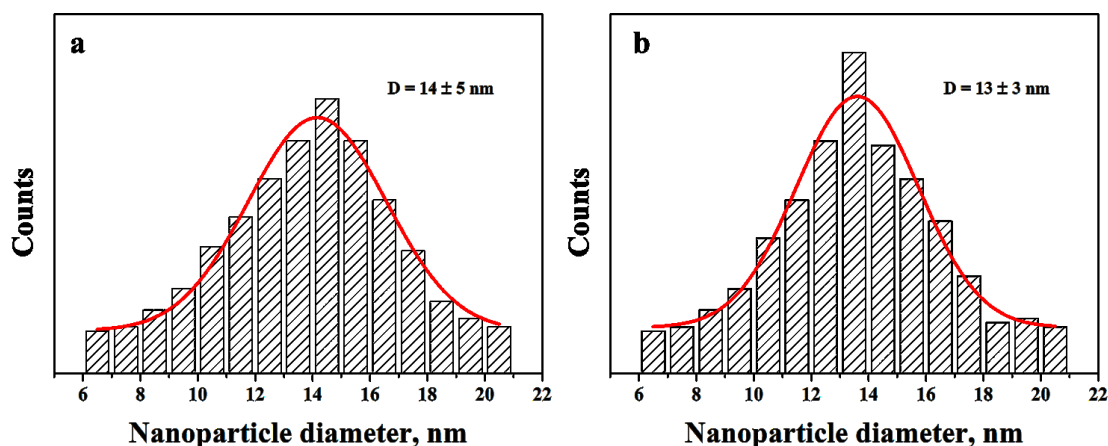 a
D = 14 ± 5 nm
Counts
6 8 10 12 14 16 18 20 22
Nanoparticle diameter, nm
b
D = 13 ± 3 nm
Counts
6 8 10 12 14 16 18 20 22
Nanoparticle diameter, nm